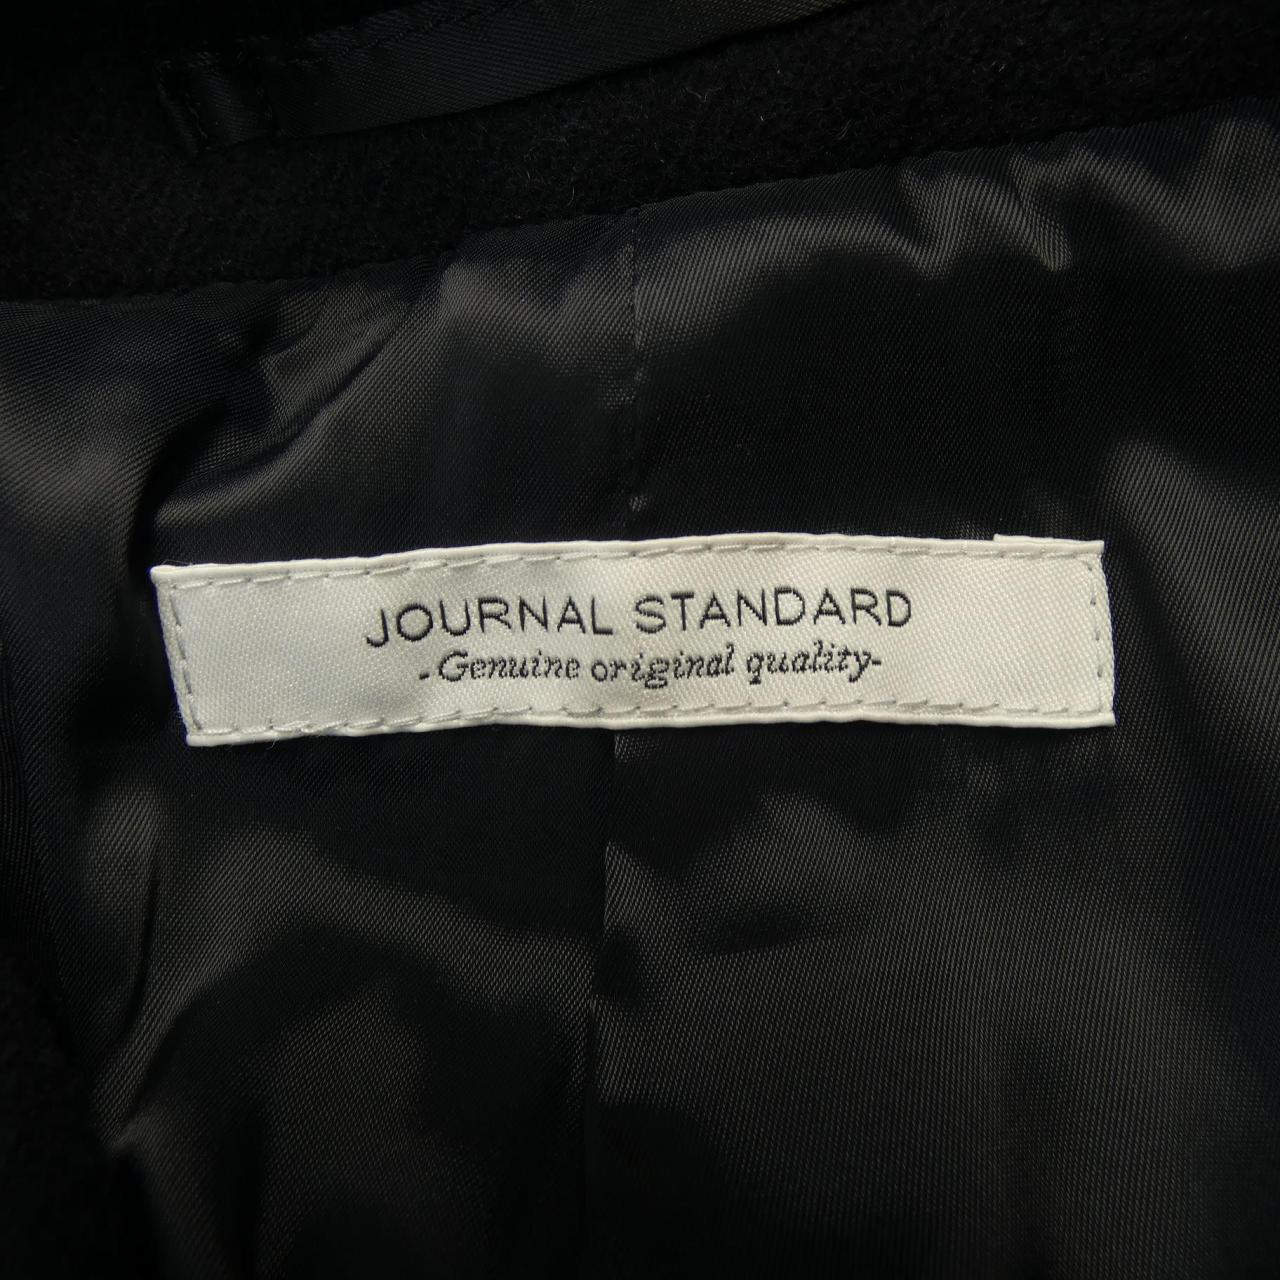 JOURNAL STANDARD
-Genuine original quality-